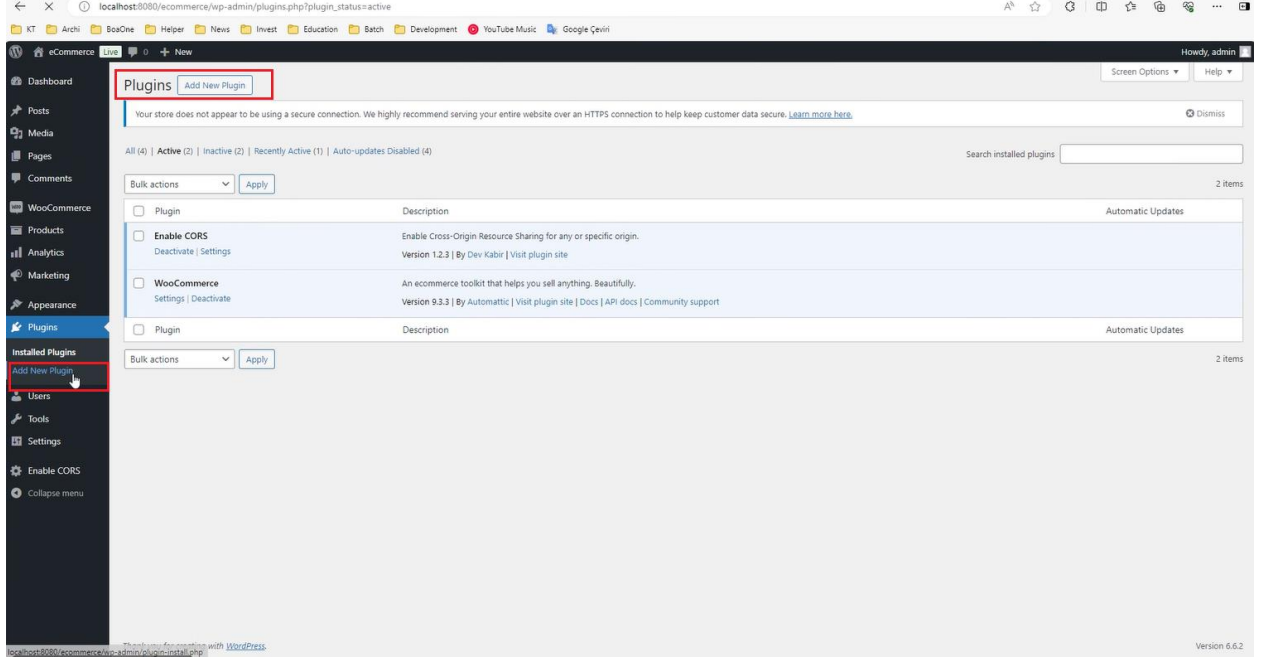 localhost:8080/ecommerce/wp-admin/plugins.php?plugin_status=active
KT Archi BoaOne Helper News Invest Education Batch Development YouTube Music Google Çeviri
eCommerce Live 0 + New Howdy, admin
Screen Options ▼ Help ▼
Dashboard
Posts
Media
Pages
Comments
WooCommerce
Products
Analytics
Marketing
Appearance
Plugins
Installed Plugins
Add New Plugin
Users
Tools
Settings
Enable CORS
Collapse menu
Plugins Add New Plugin
Your store does not appear to be using a secure connection. We highly recommend serving your entire website over an HTTPS connection to help keep customer data secure. Learn more here. Dismiss
All (4) | Active (2) | Inactive (2) | Recently Active (1) | Auto-updates Disabled (4)
Search installed plugins
Bulk actions Apply 2 items
Plugin Description Automatic Updates
Enable CORS Enable Cross-Origin Resource Sharing for any or specific origin.
Deactivate | Settings Version 1.2.3 | By Dev Kabir | Visit plugin site
WooCommerce An ecommerce toolkit that helps you sell anything. Beautifully.
Settings | Deactivate Version 9.3.3 | By Automattic | Visit plugin site | Docs | API docs | Community support
Plugin Description Automatic Updates
Bulk actions Apply 2 items
with WordPress. Version 6.6.2
localhost:8080/ecommerce/wp-admin/plugin-install.php